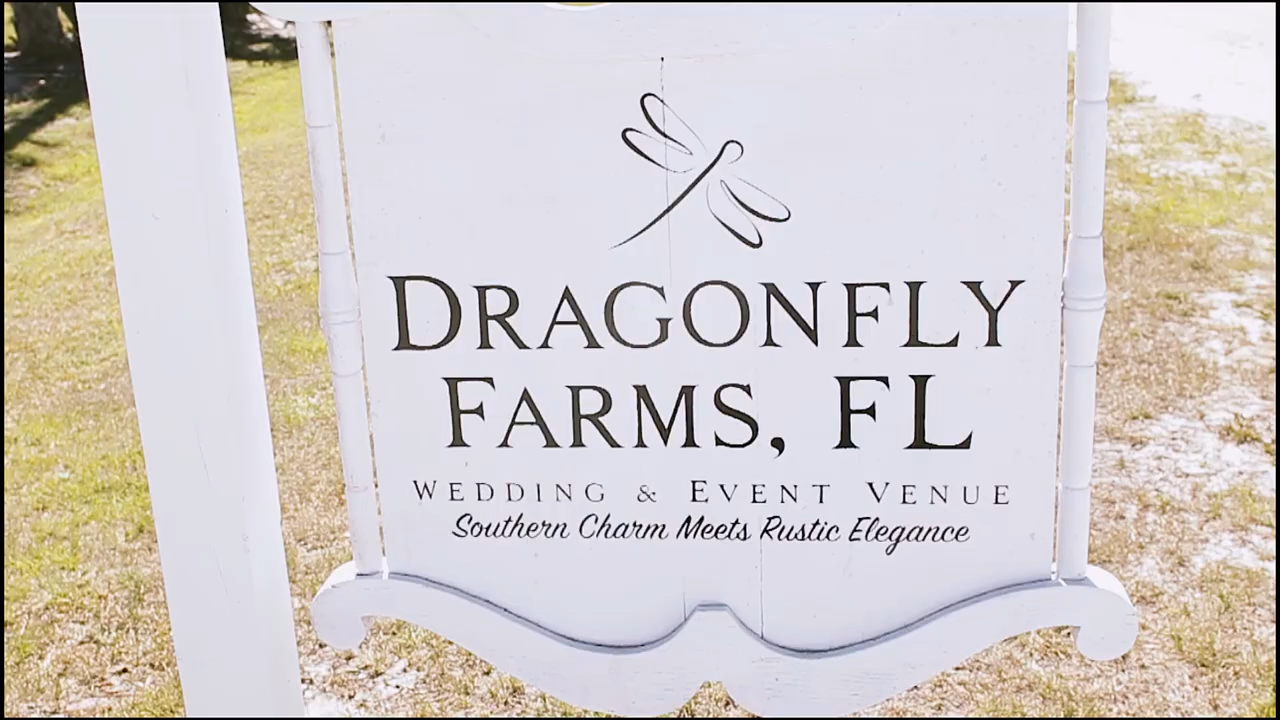 DRAGONFLY
FARMS, FL
WEDDING & EVENT VENUE
Southern Charm Meets Rustic Elegance